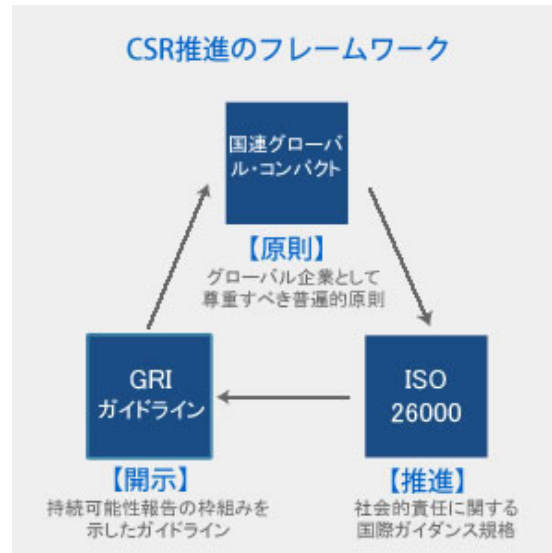 CSR推進のフレームワーク
国連グローバ
ル・コンパクト
【原則】
グローバル企業として
尊重すべき普遍的原則
GRI
ガイドライン
【開示】
持続可能性報告の枠組みを
示したガイドライン
ISO
26000
【推進】
社会的責任に関する
国際ガイダンス規格